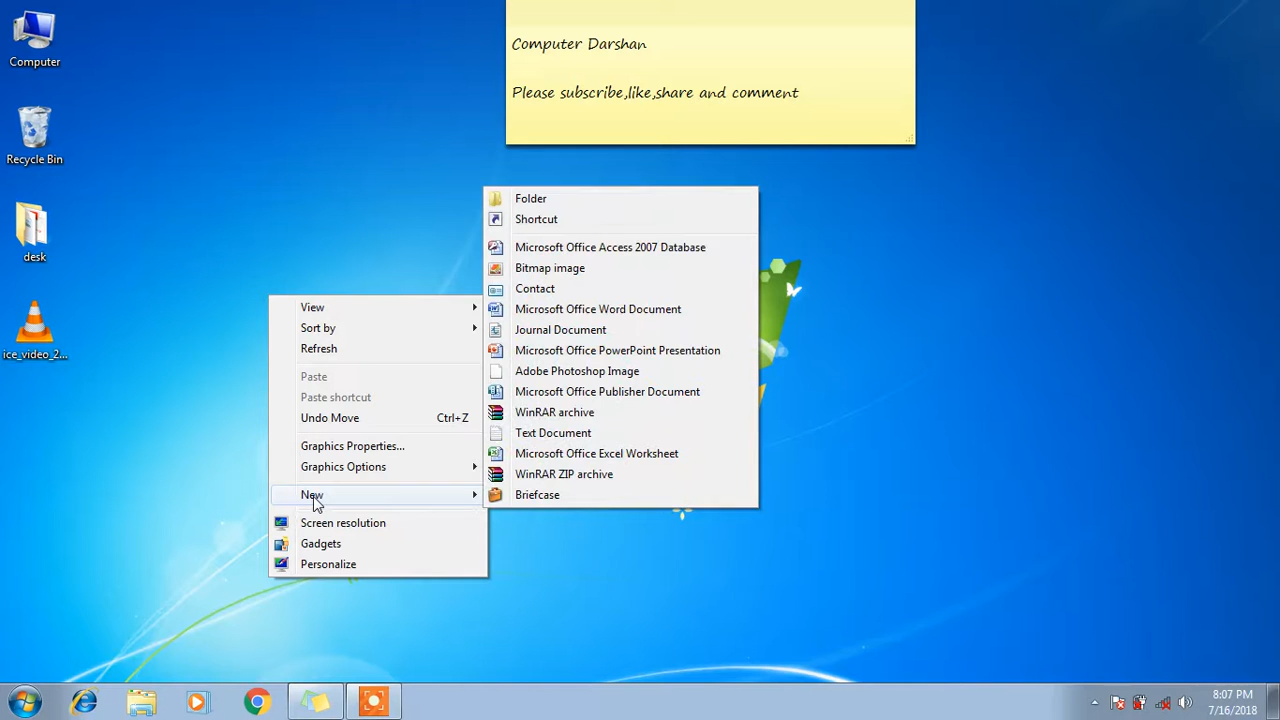 Computer
Recycle Bin
desk
ice_video_2...
Computer Darshan
Please subscribe,like,share and comment
View
Sort by
Refresh
Paste
Paste shortcut
Undo Move Ctrl+Z
Graphics Properties...
Graphics Options
New
Screen resolution
Gadgets
Personalize
Folder
Shortcut
Microsoft Office Access 2007 Database
Bitmap image
Contact
Microsoft Office Word Document
Journal Document
Microsoft Office PowerPoint Presentation
Adobe Photoshop Image
Microsoft Office Publisher Document
WinRAR archive
Text Document
Microsoft Office Excel Worksheet
WinRAR ZIP archive
Briefcase
8:07 PM
7/16/2018